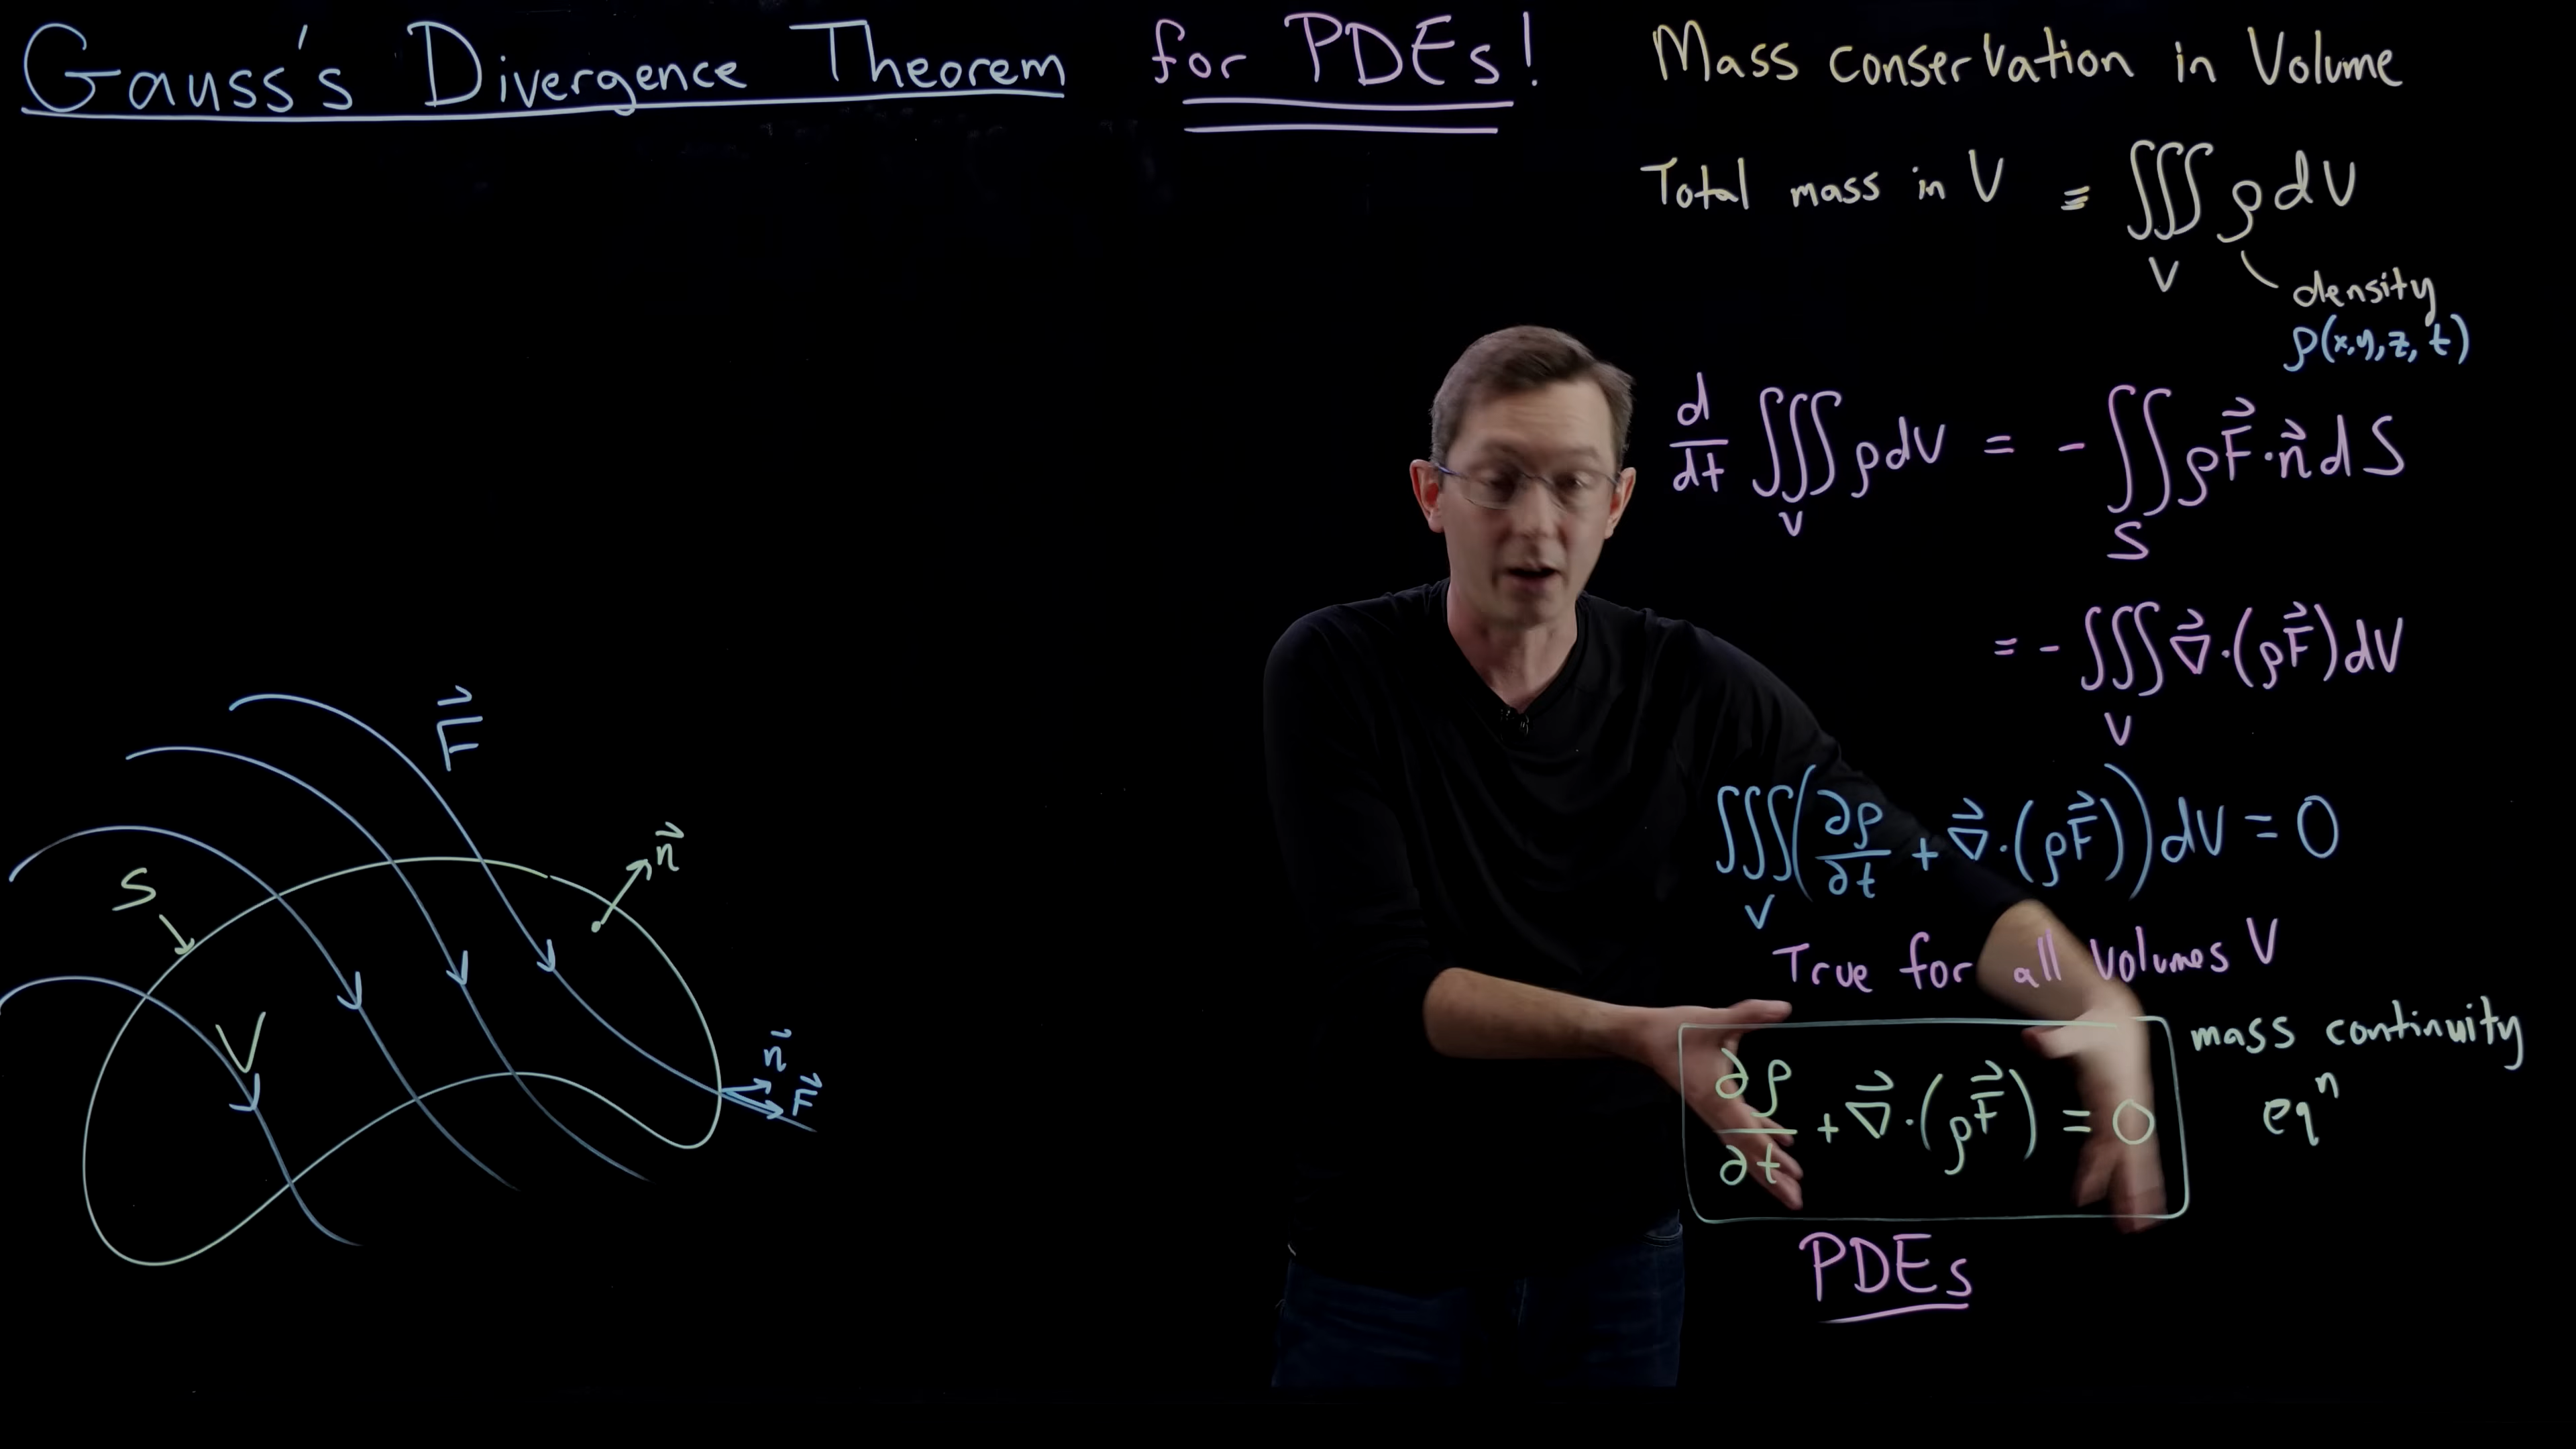 Gauss's Divergence Theorem for PDEs!
Mass conservation in Volume
Total mass in V = ∭_V ρ dV
density
ρ(x,y,z,t)
d/dt ∭_V ρ dV = - ∬_S ρF⃗·n⃗ dS
= - ∭_V ∇⃗·(ρF⃗) dV
∭_V (∂ρ/∂t + ∇⃗·(ρF⃗)) dV = 0
True for all Volumes V
∂ρ/∂t + ∇⃗·(ρF⃗) = 0
mass continuity
eqⁿ
PDEs
F⃗
n⃗
S
V
n⃗
F⃗